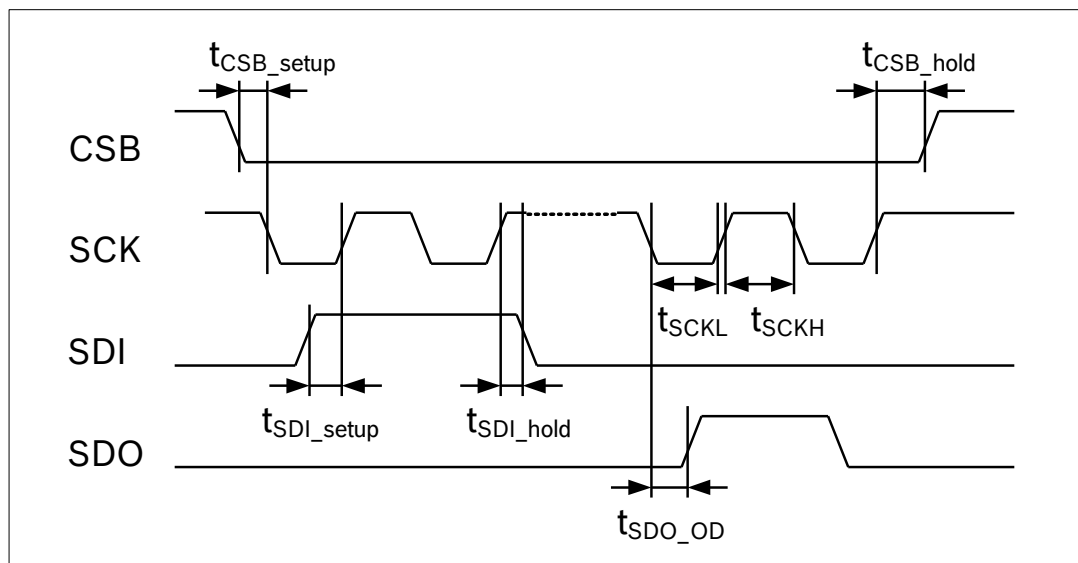 tCSB_setup
tCSB_hold
CSB
SCK
tSCKL
tSCKH
SDI
tSDI_setup
tSDI_hold
SDO
tSDO_OD